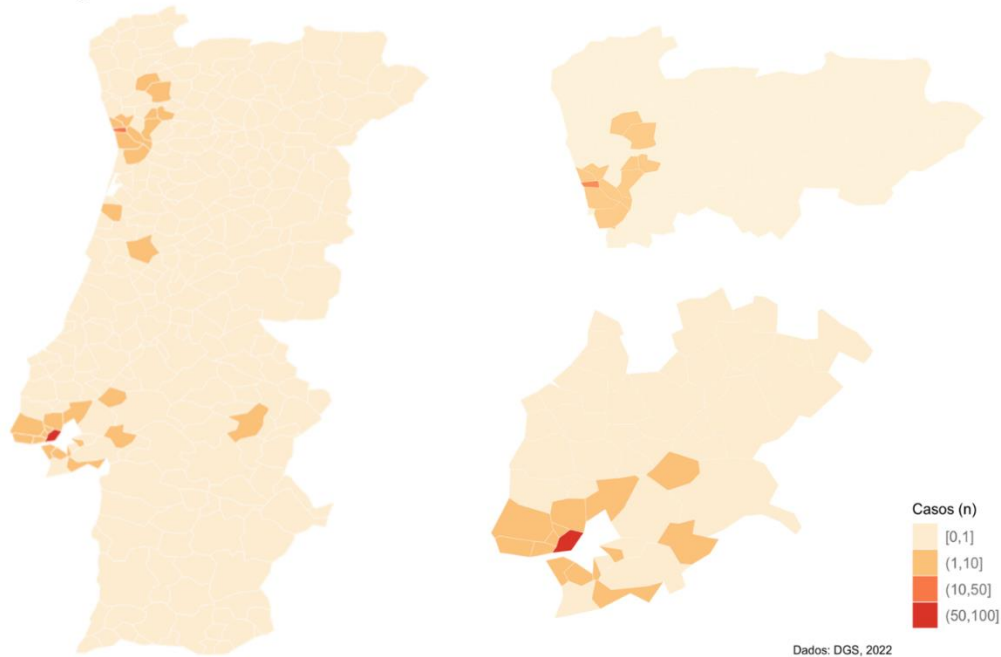 Casos (n)
[0,1]
(1,10]
(10,50]
(50,100]
Dados: DGS, 2022